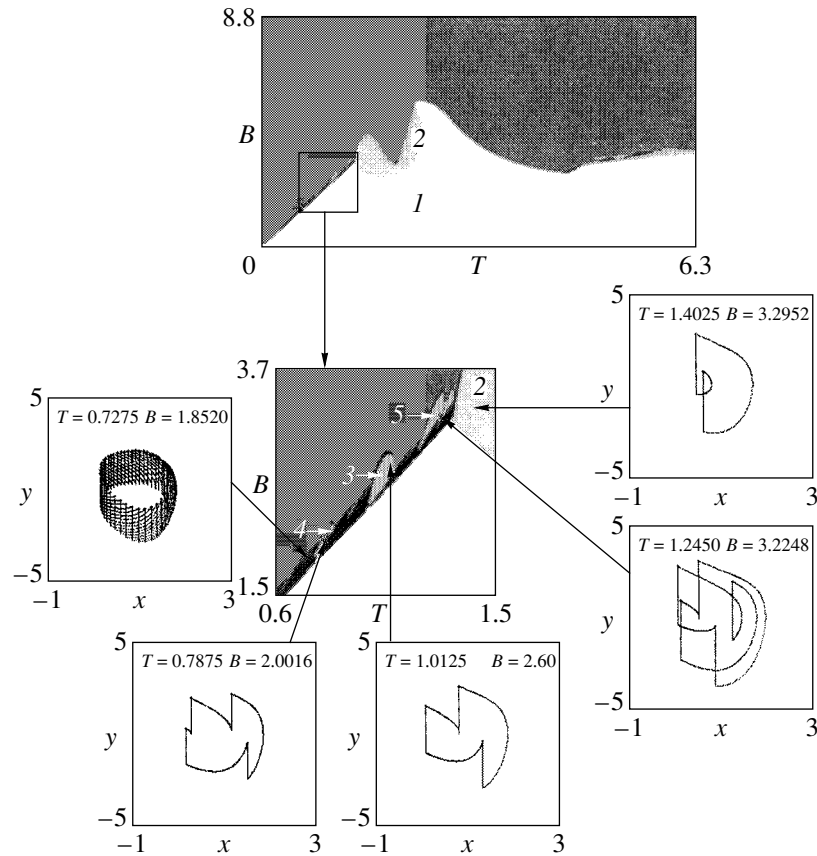 8.8
B
2
1
0
T
6.3
5
T = 1.4025 B = 3.2952
y
−5
−1
x
3
3.7
2
5
B
3
4
1.5
0.6
T
1.5
5
T = 0.7275 B = 1.8520
y
−5
−1
x
3
5
T = 1.2450 B = 3.2248
y
−5
−1
x
3
5
T = 0.7875 B = 2.0016
y
−5
−1
x
3
5
T = 1.0125 B = 2.60
y
−5
−1
x
3